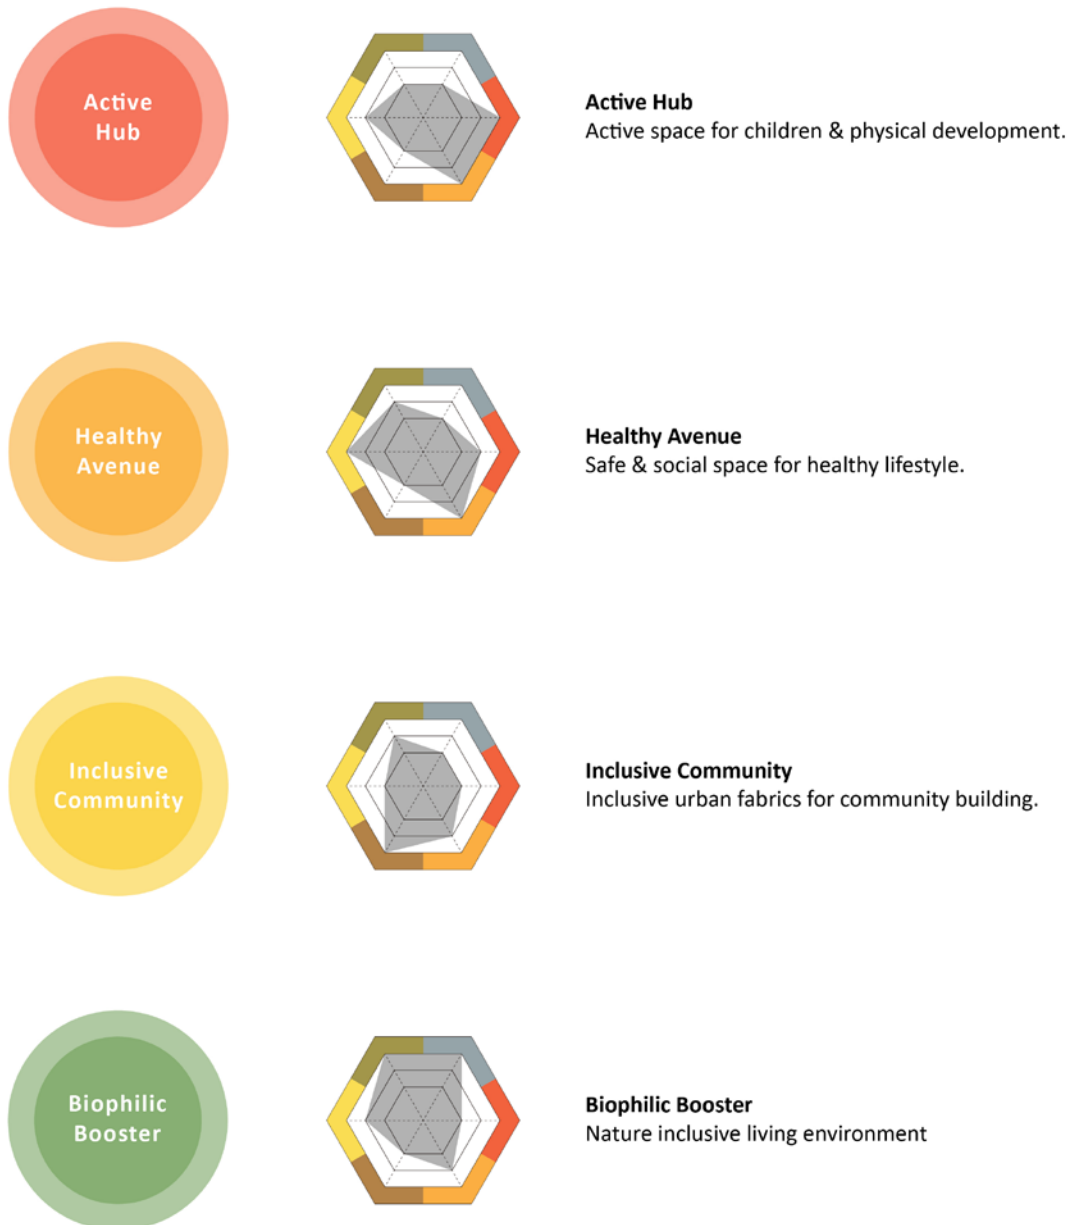 Active
Hub
Active Hub
Active space for children & physical development.
Healthy
Avenue
Healthy Avenue
Safe & social space for healthy lifestyle.
Inclusive
Community
Inclusive Community
Inclusive urban fabrics for community building.
Biophilic
Booster
Biophilic Booster
Nature inclusive living environment